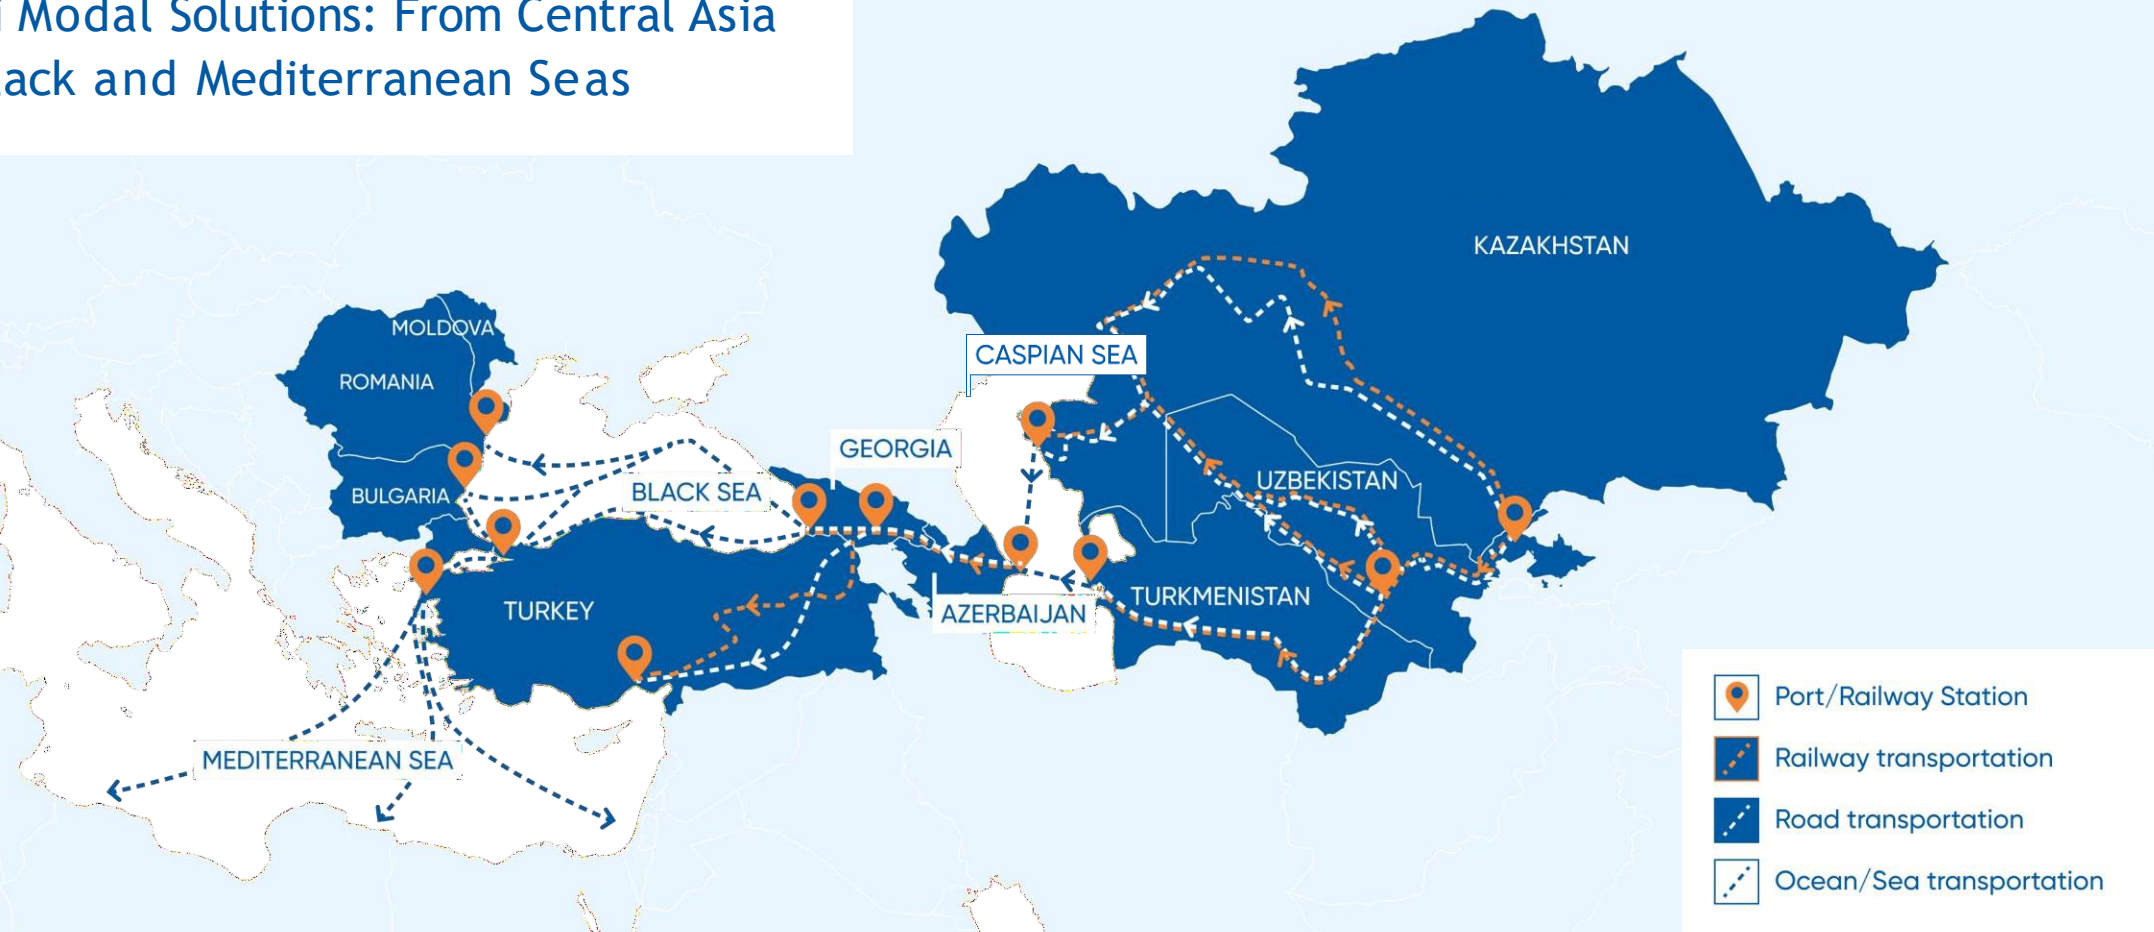 Modal Solutions: From Central Asia
and Mediterranean Seas
KAZAKHSTAN
MOLDOVA
CASPIAN SEA
ROMANIA
GEORGIA
UZBEKISTAN
BLACK SEA
BULGARIA
TURKMENISTAN
TURKEY
AZERBAIJAN
MEDITERRANEAN SEA
Port/Railway Station
Railway transportation
Road transportation
Ocean/Sea transportation